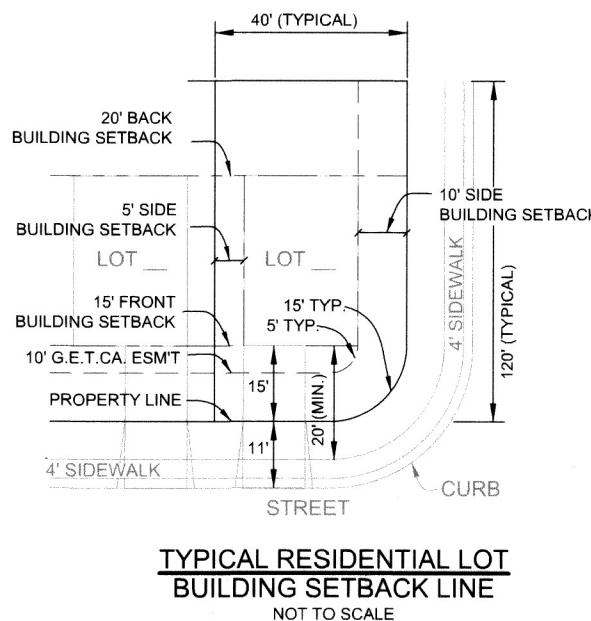 40' (TYPICAL)
20' BACK
BUILDING SETBACK
10' SIDE
BUILDING SETBACK
5' SIDE
BUILDING SETBACK
LOT __
LOT __
15' FRONT
BUILDING SETBACK
15' TYP.
5' TYP.
10' G.E.T.CA. ESM'T
PROPERTY LINE
15'
20' (MIN.)
11'
4' SIDEWALK
120' (TYPICAL)
4' SIDEWALK
CURB
STREET
TYPICAL RESIDENTIAL LOT
BUILDING SETBACK LINE
NOT TO SCALE